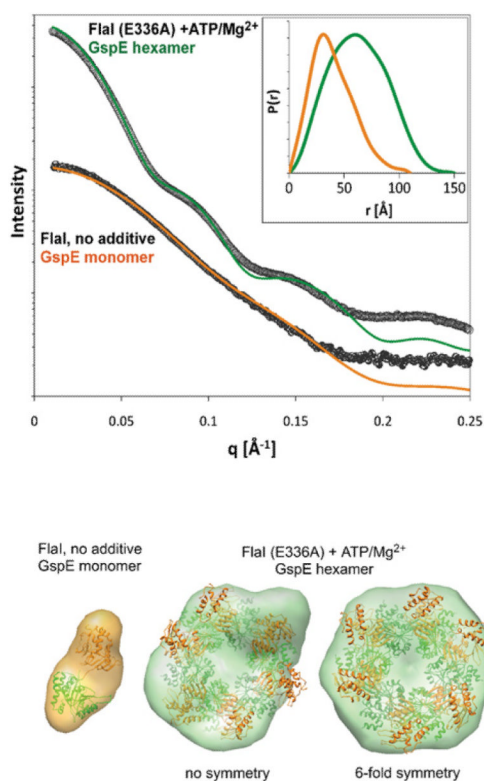 FlaI (E336A) +ATP/Mg²⁺
GspE hexamer
P(r)
0 50 100 150
r [Å]
Intensity
FlaI, no additive
GspE monomer
0 0.05 0.1 0.15 0.2 0.25
q [Å⁻¹]
FlaI, no additive
GspE monomer
FlaI (E336A) + ATP/Mg²⁺
GspE hexamer
no symmetry
6-fold symmetry